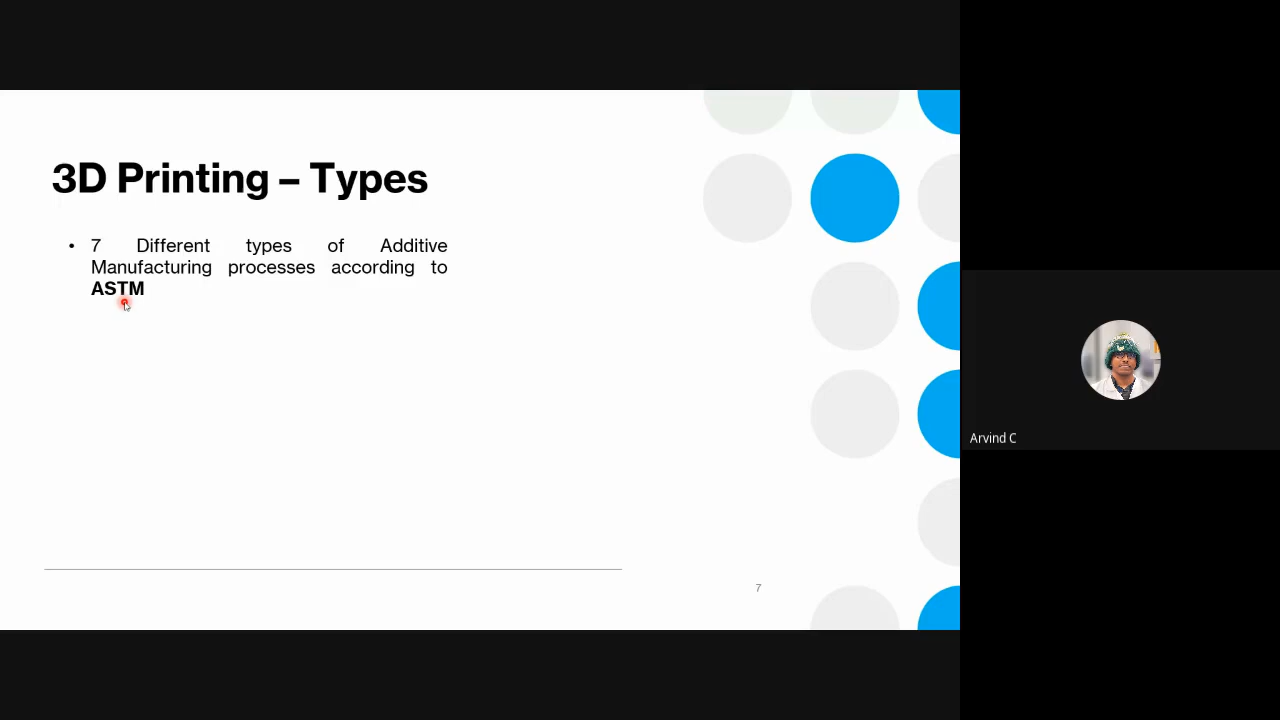 3D Printing – Types
• 7 Different types of Additive
Manufacturing processes according to
ASTM
7
Arvind C